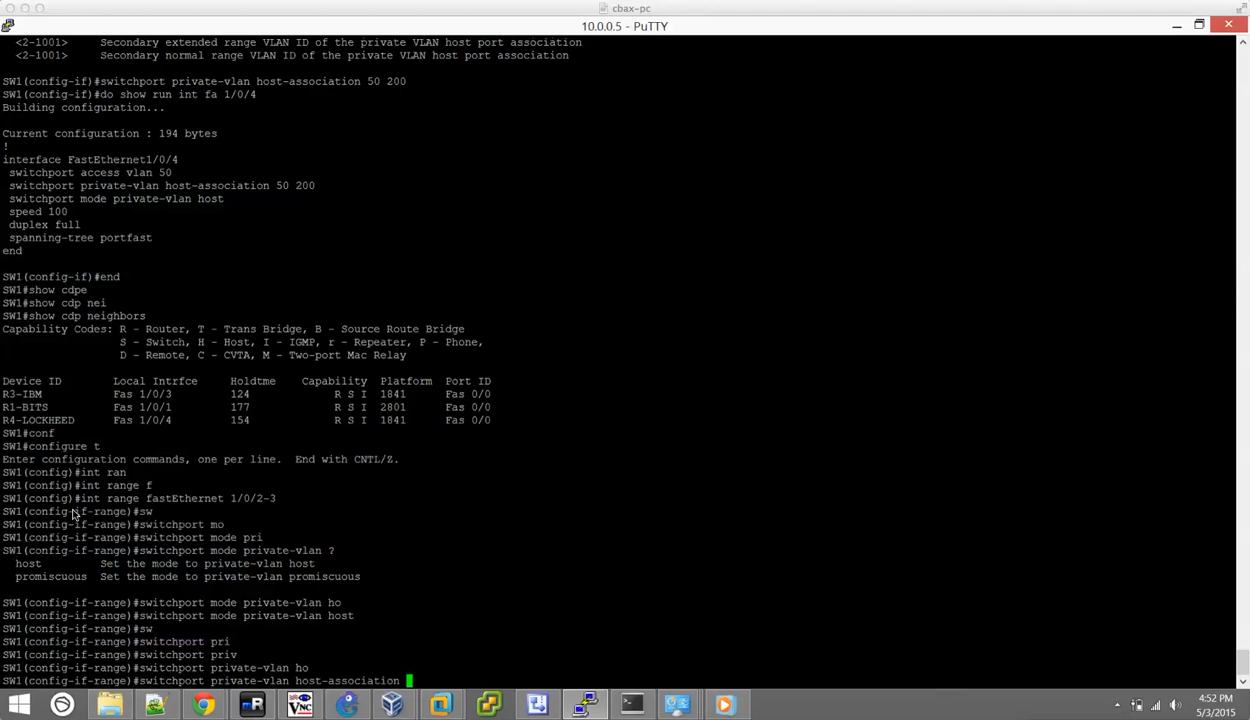 cbax-pc
10.0.0.5 - PuTTY
<2-1001>     Secondary extended range VLAN ID of the private VLAN host port association
<2-1001>     Secondary normal range VLAN ID of the private VLAN host port association
SW1(config-if)#switchport private-vlan host-association 50 200
SW1(config-if)#do show run int fa 1/0/4
Building configuration...
Current configuration : 194 bytes
!
interface FastEthernet1/0/4
switchport access vlan 50
switchport private-vlan host-association 50 200
switchport mode private-vlan host
speed 100
duplex full
spanning-tree portfast
end
SW1(config-if)#end
SW1#show cdpe
SW1#show cdp nei
SW1#show cdp neighbors
Capability Codes: R - Router, T - Trans Bridge, B - Source Route Bridge
S - Switch, H - Host, I - IGMP, r - Repeater, P - Phone,
D - Remote, C - CVTA, M - Two-port Mac Relay
Device ID        Local Intrfce     Holdtme    Capability  Platform  Port ID
R3-IBM           Fas 1/0/3         124             R S I  1841      Fas 0/0
R1-BITS          Fas 1/0/1         177             R S I  2801      Fas 0/0
R4-LOCKHEED      Fas 1/0/4         154             R S I  1841      Fas 0/0
SW1#conf
SW1#configure t
Enter configuration commands, one per line.  End with CNTL/Z.
SW1(config)#int ran
SW1(config)#int range f
SW1(config)#int range fastEthernet 1/0/2-3
SW1(config-if-range)#sw
SW1(config-if-range)#switchport mo
SW1(config-if-range)#switchport mode pri
SW1(config-if-range)#switchport mode private-vlan ?
host         Set the mode to private-vlan host
promiscuous  Set the mode to private-vlan promiscuous
SW1(config-if-range)#switchport mode private-vlan ho
SW1(config-if-range)#switchport mode private-vlan host
SW1(config-if-range)#sw
SW1(config-if-range)#switchport pri
SW1(config-if-range)#switchport priv
SW1(config-if-range)#switchport private-vlan ho
SW1(config-if-range)#switchport private-vlan host-association
4:52 PM
5/3/2015